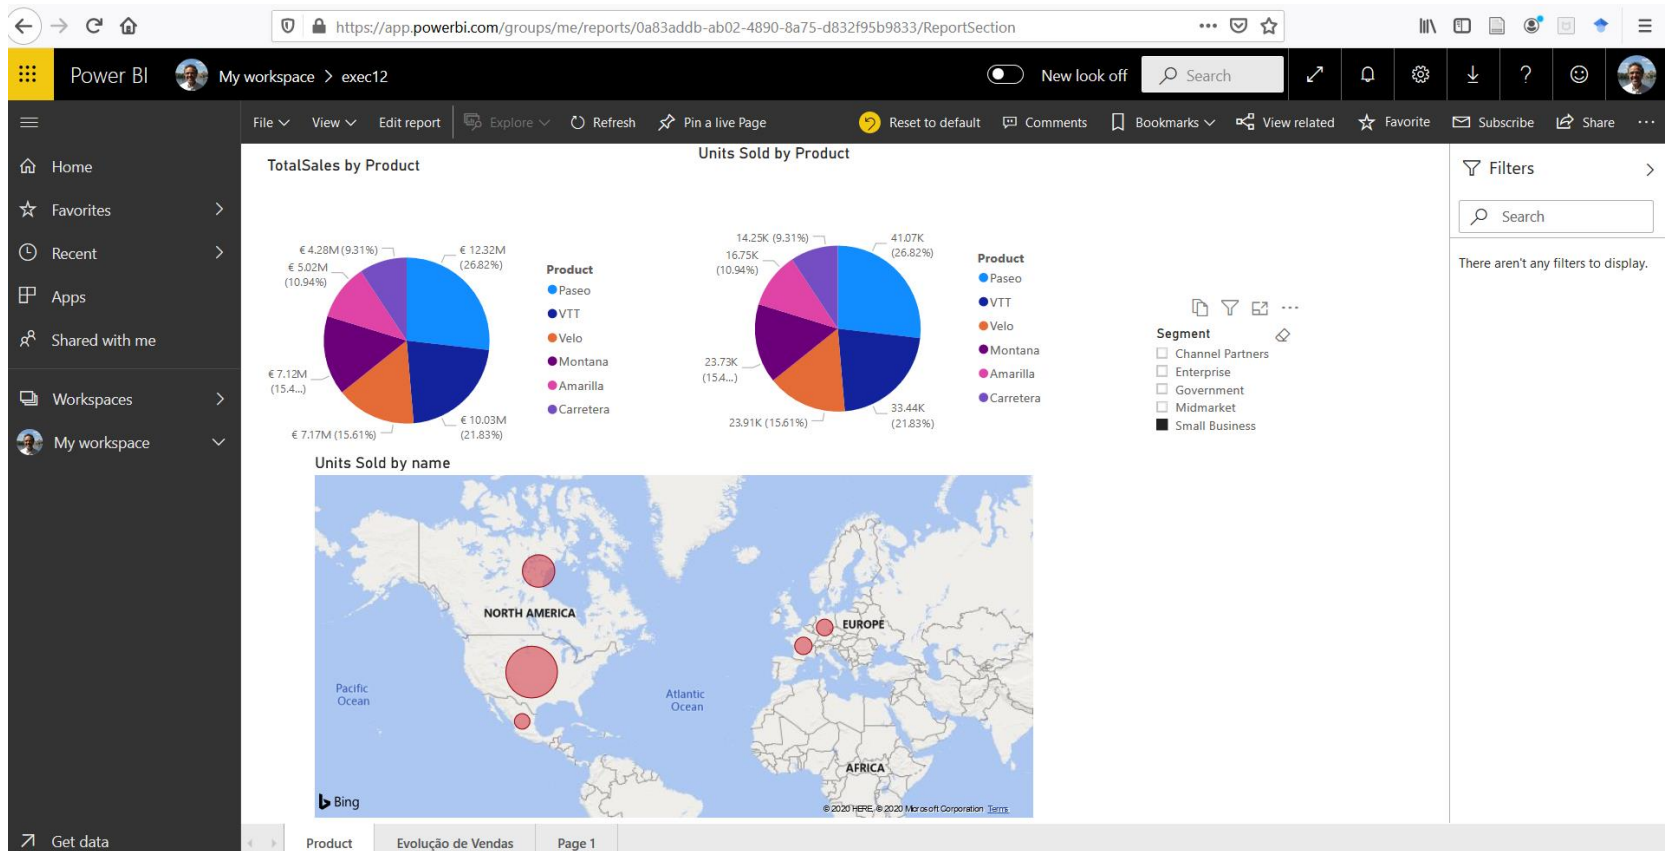 https://app.powerbi.com/groups/me/reports/0a83addb-ab02-4890-8a75-d832f95b9833/ReportSection
Power BI
My workspace > exec12
New look off
Search
File
View
Edit report
Explore
Refresh
Pin a live Page
Reset to default
Comments
Bookmarks
View related
Favorite
Subscribe
Share
Home
Favorites
Recent
Apps
Shared with me
Workspaces
My workspace
Get data
TotalSales by Product
€ 4.28M (9.31%)
€ 5.02M
(10.94%)
€ 12.32M
(26.82%)
€ 7.12M
(15.4...)
€ 7.17M (15.61%)
€ 10.03M
(21.83%)
Product
Paseo
VTT
Velo
Montana
Amarilla
Carretera
Units Sold by Product
14.25K (9.31%)
16.75K
(10.94%)
41.07K
(26.82%)
23.73K
(15.4...)
23.91K (15.61%)
33.44K
(21.83%)
Product
Paseo
VTT
Velo
Montana
Amarilla
Carretera
Segment
Channel Partners
Enterprise
Government
Midmarket
Small Business
Filters
Search
There aren't any filters to display.
Units Sold by name
NORTH AMERICA
EUROPE
Pacific
Ocean
Atlantic
Ocean
AFRICA
Bing
© 2020 HERE, © 2020 Microsoft Corporation Terms
Product
Evolução de Vendas
Page 1